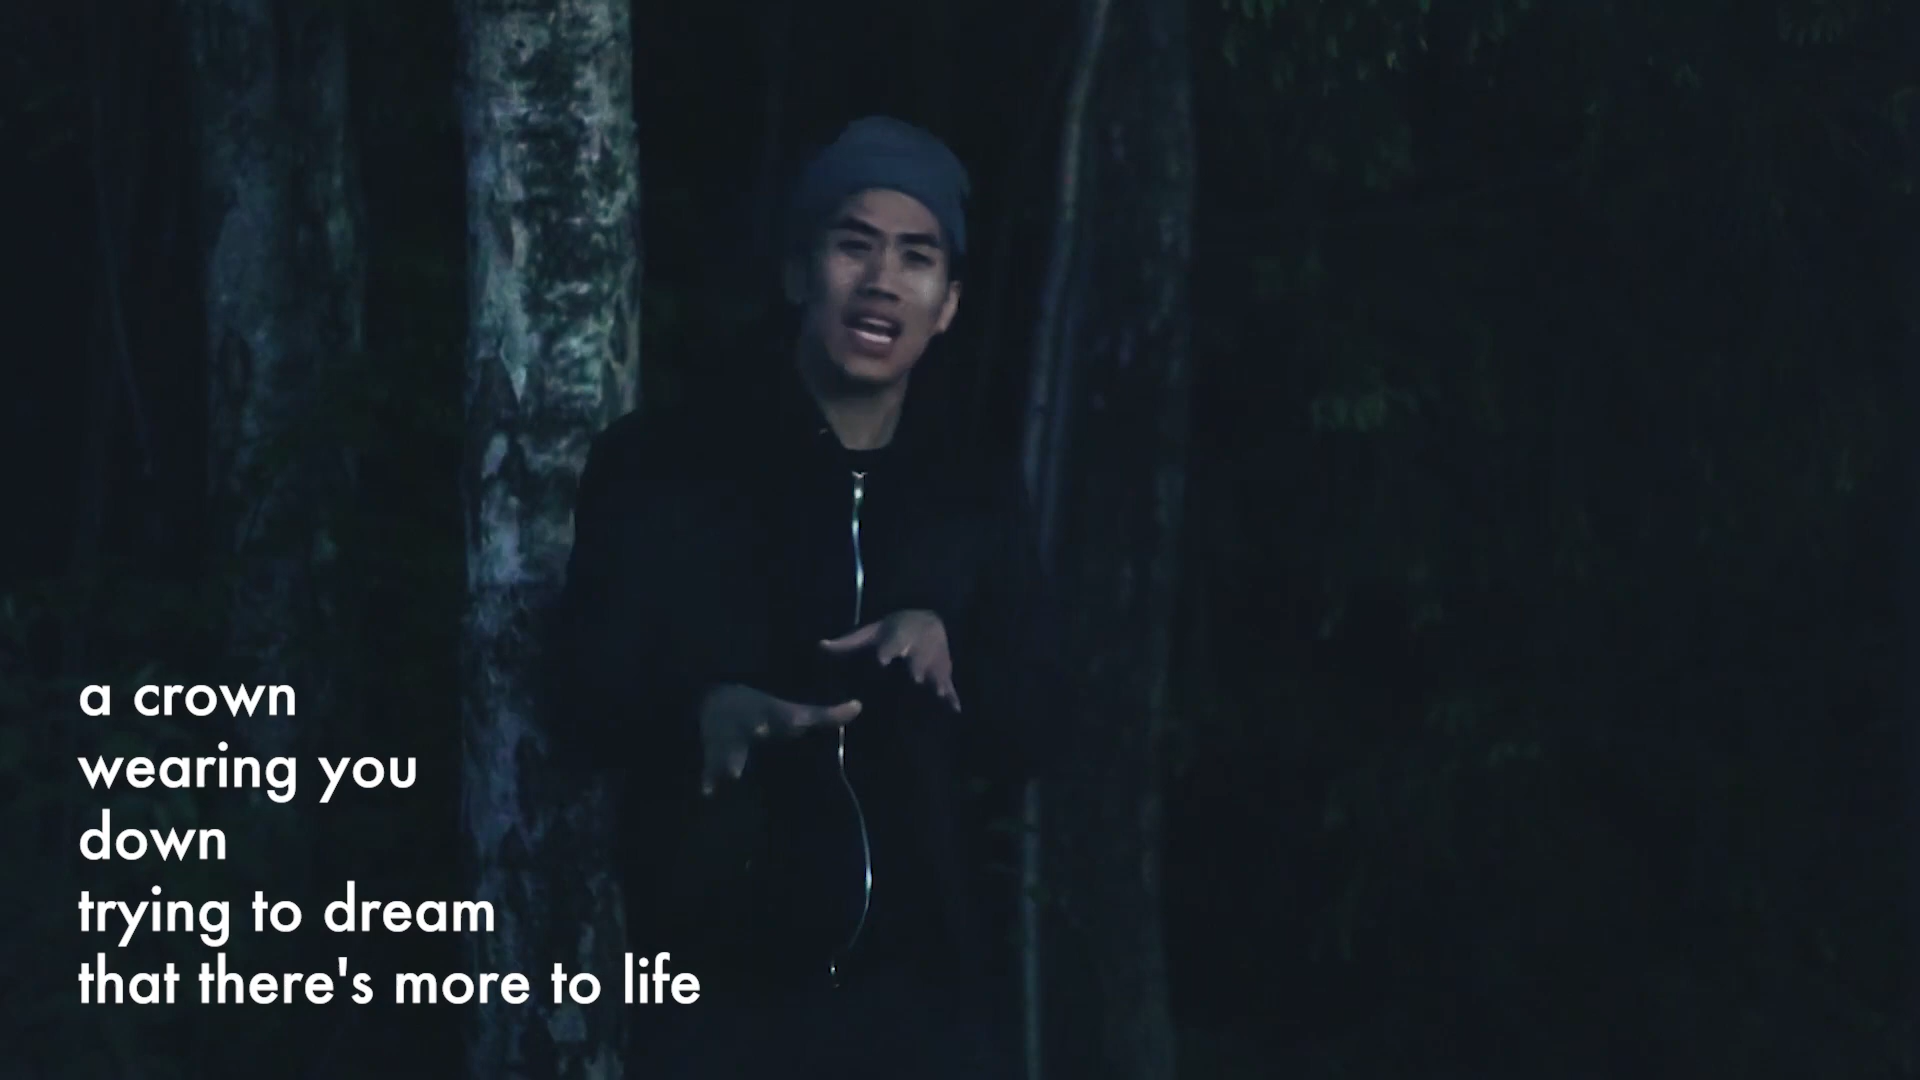 a crown
wearing you
down
trying to dream
that there's more to life